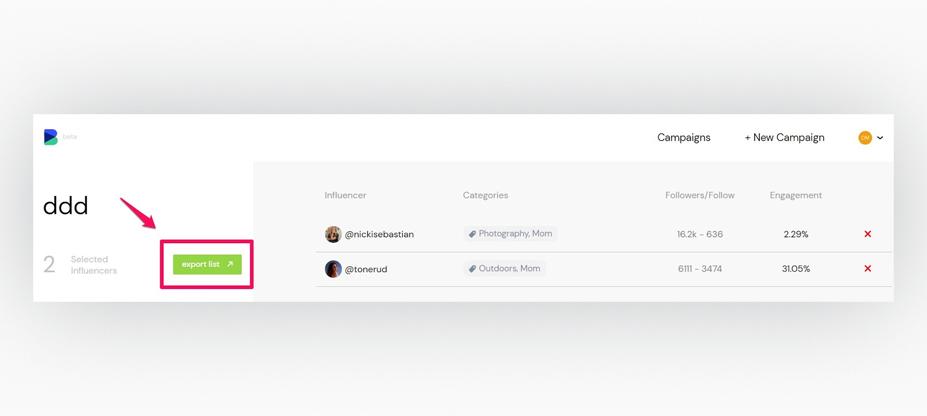 beta
Campaigns
+ New Campaign
DM
ddd
2
Selected
Influencers
export list
Influencer Categories Followers/Follow Engagement
@nickisebastian Photography, Mom 16.2k - 636 2.29%
@tonerud Outdoors, Mom 6111 - 3474 31.05%